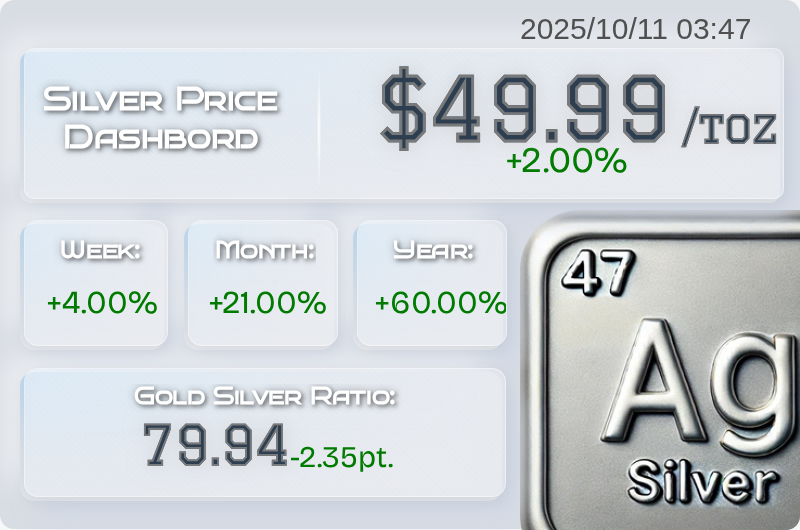 2025/10/11 03:47
Silver Price
Dashbord
$49.99 /TOZ
+2.00%
Week: Month: Year:
+4.00% +21.00% +60.00%
47
Ag
Silver
Gold Silver Ratio:
79.94 -2.35pt.